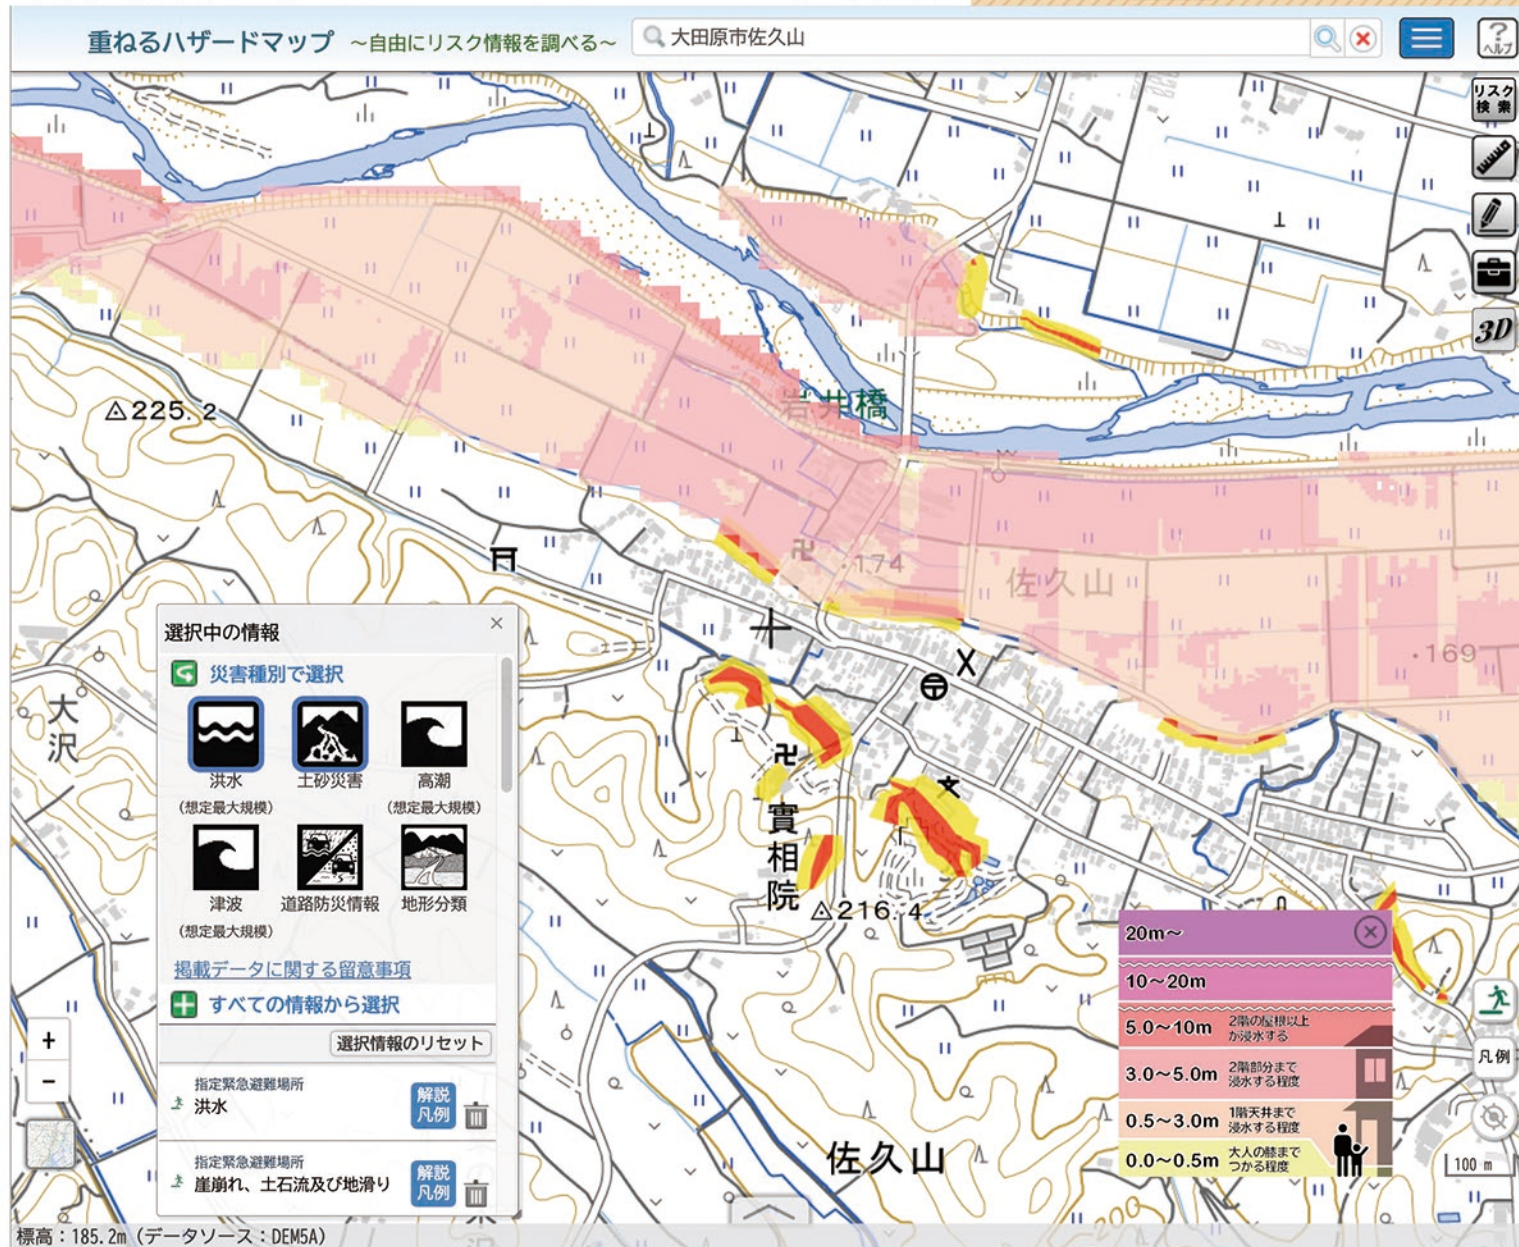 重ねるハザードマップ ～自由にリスク情報を調べる～
大田原市佐久山
?
ヘルプ
リスク
検索
3D
225.2
岩井橋
174
佐久山
169
大
沢
選択中の情報
×
災害種別で選択
洪水
(想定最大規模)
土砂災害
高潮
(想定最大規模)
津波
(想定最大規模)
道路防災情報
地形分類
掲載データに関する留意事項
すべての情報から選択
選択情報のリセット
指定緊急避難場所
洪水
解説
凡例
指定緊急避難場所
崖崩れ、土石流及び地滑り
解説
凡例
實
相
院
216.4
佐久山
200
20m～
10～20m
5.0～10m 2階の屋根以上
が浸水する
3.0～5.0m 2階部分まで
浸水する程度
0.5～3.0m 1階天井まで
浸水する程度
0.0～0.5m 大人の膝まで
つかる程度
凡例
100 m
+
−
標高：185.2m (データソース：DEM5A)